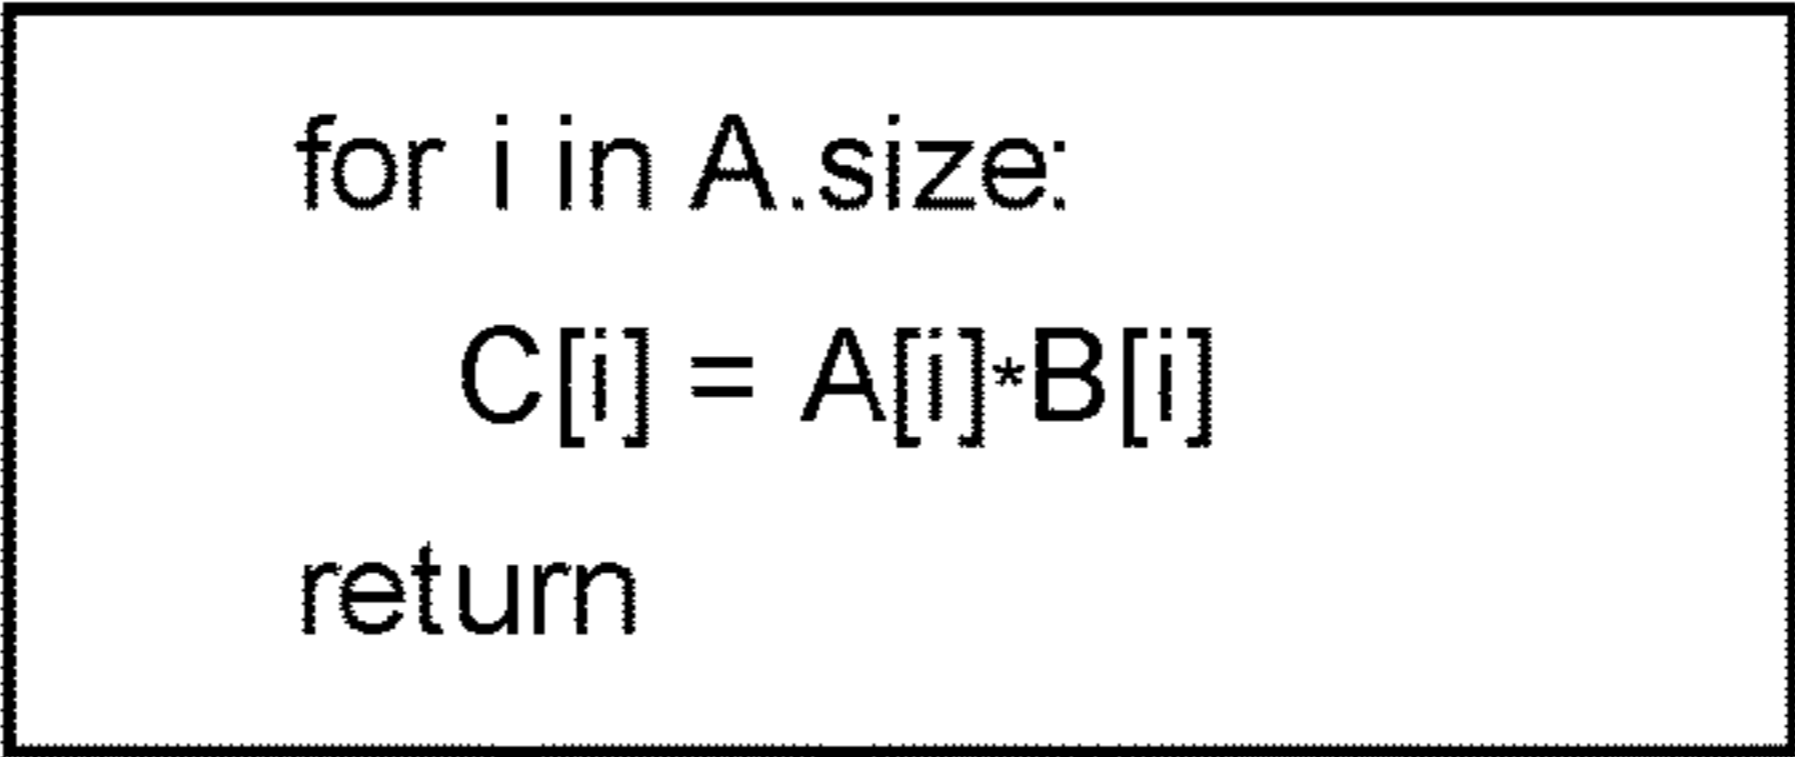 for i in A.size:
C[i] = A[i]*B[i]
return